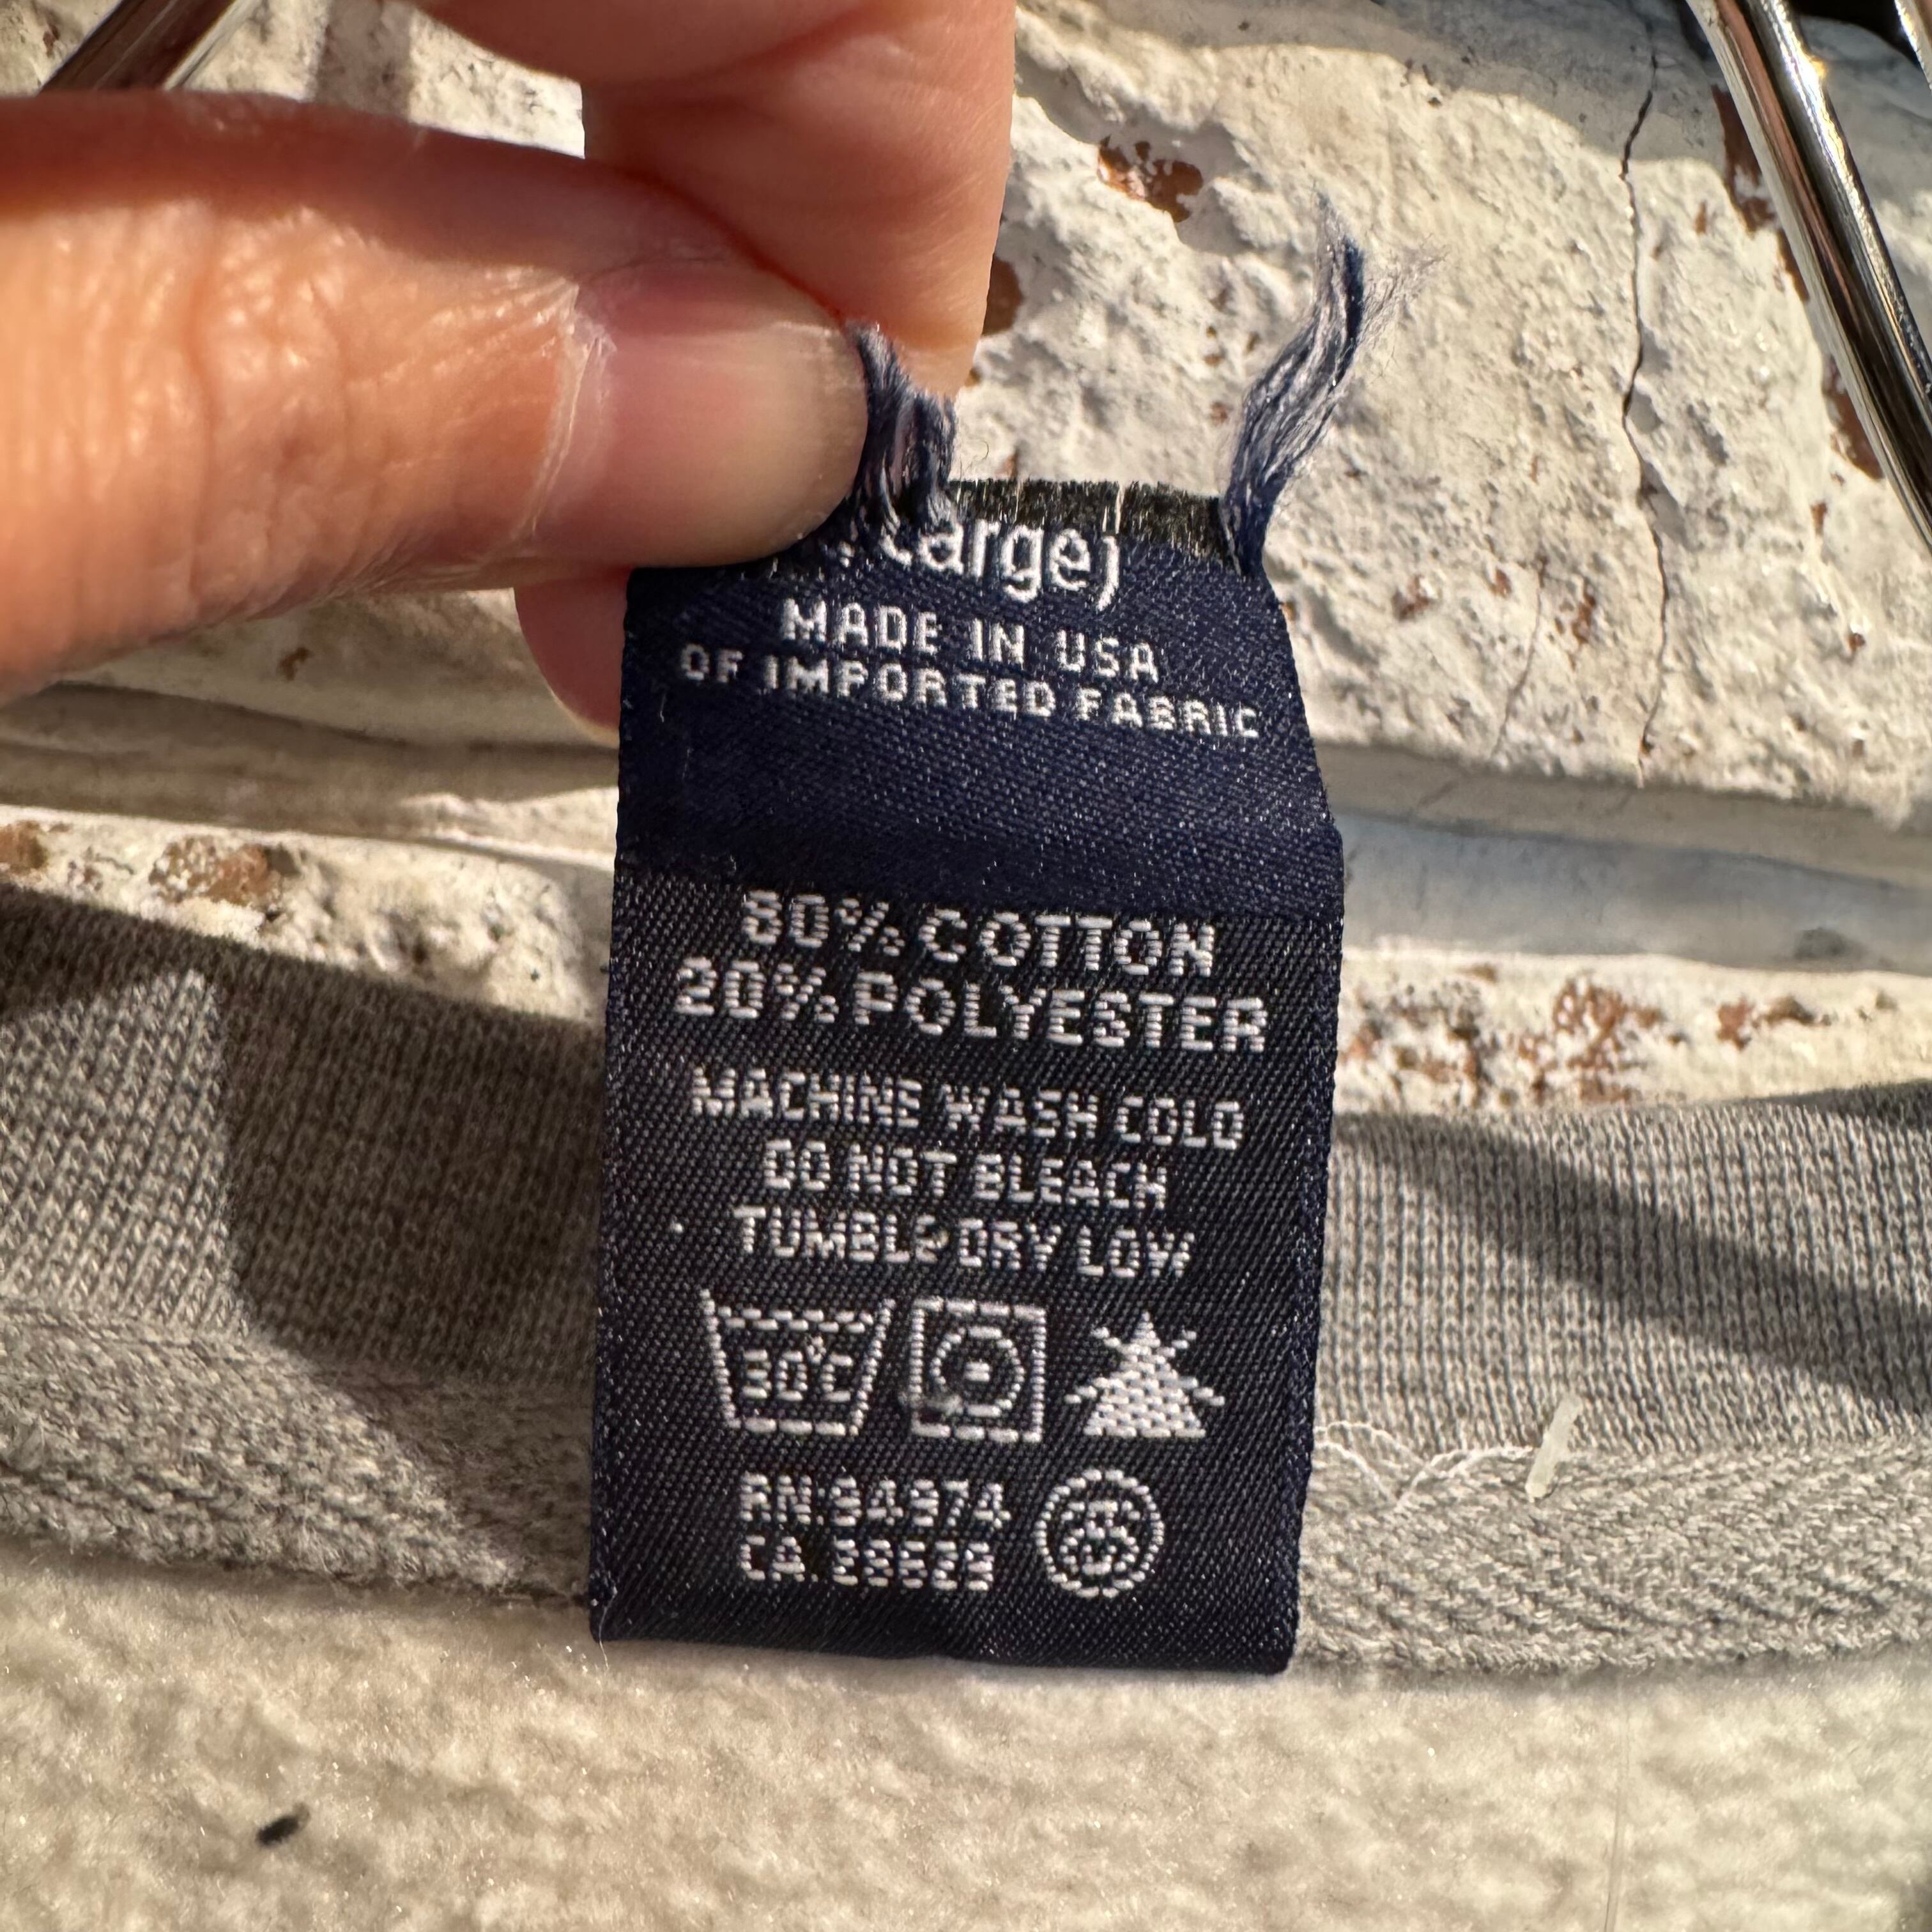 Large)
MADE IN USA
OF IMPORTED FABRIC
80% COTTON
20% POLYESTER
MACHINE WASH COLD
DO NOT BLEACH
TUMBLE DRY LOW
30°C
RN:94974
CA